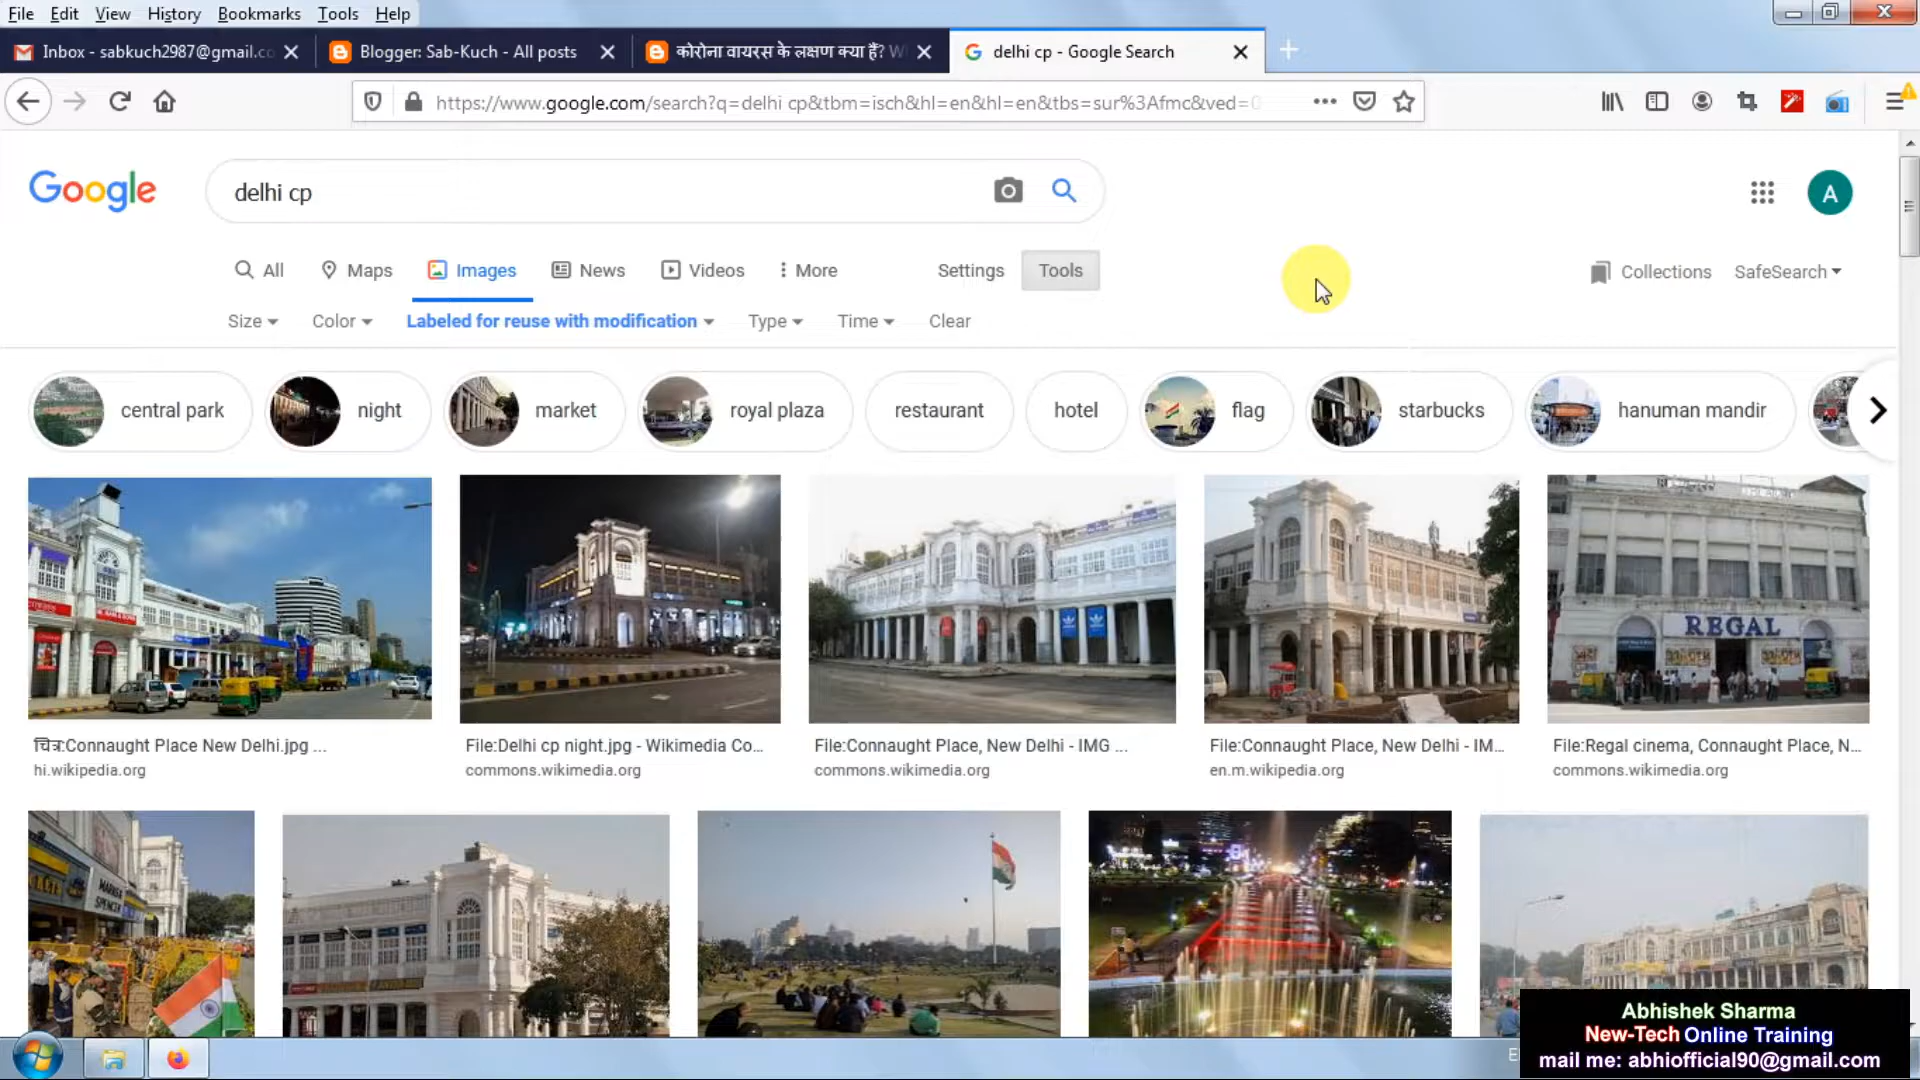 File Edit View History Bookmarks Tools Help
Inbox - sabkuch2987@gmail.co
Blogger: Sab-Kuch - All posts
कोरोना वायरस के लक्षण क्या हैं? W
delhi cp - Google Search
https://www.google.com/search?q=delhi cp&tbm=isch&hl=en&hl=en&tbs=sur%3Afmc&ved=0
Google
delhi cp
A
All Maps Images News Videos More Settings Tools
Collections SafeSearch
Size Color Labeled for reuse with modification Type Time Clear
central park night market royal plaza restaurant hotel flag starbucks hanuman mandir
REGAL
चित्र:Connaught Place New Delhi.jpg ...
hi.wikipedia.org
File:Delhi cp night.jpg - Wikimedia Co...
commons.wikimedia.org
File:Connaught Place, New Delhi - IMG ...
commons.wikimedia.org
File:Connaught Place, New Delhi - IM...
en.m.wikipedia.org
File:Regal cinema, Connaught Place, N...
commons.wikimedia.org
MARKS &
SPENCER
Abhishek Sharma
New-Tech Online Training
mail me: abhiofficial90@gmail.com